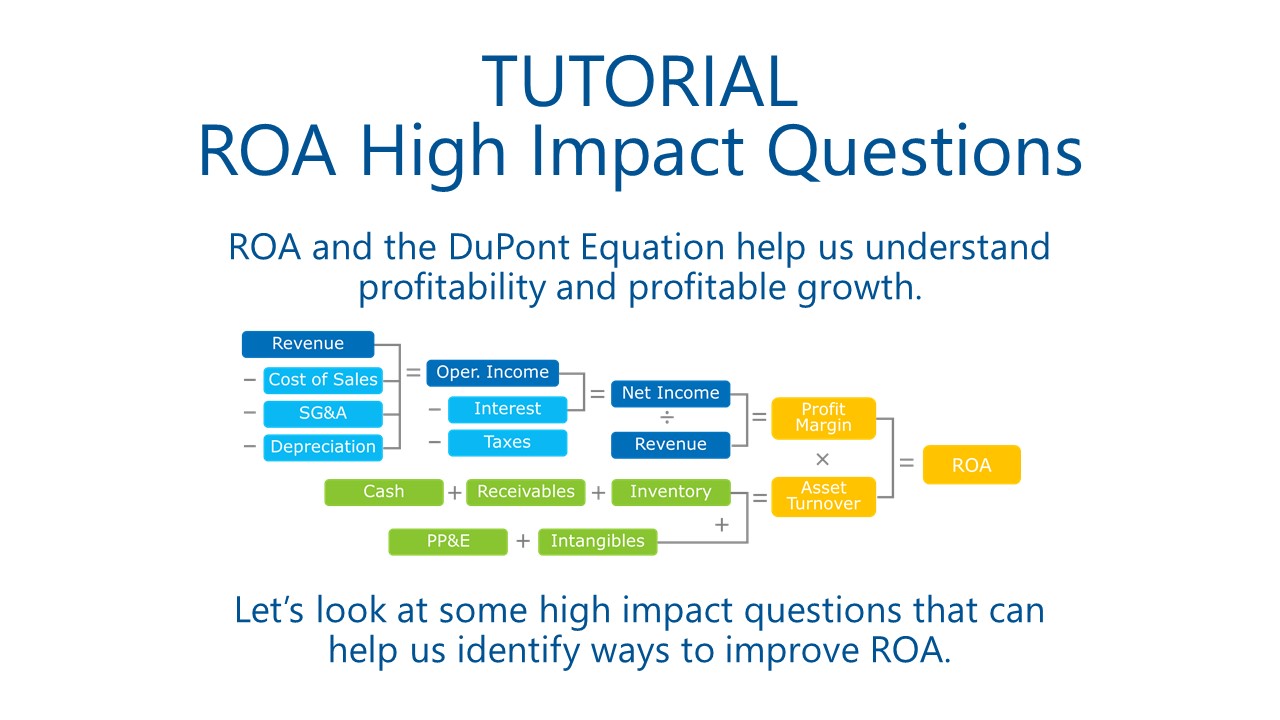 TUTORIAL
ROA High Impact Questions
ROA and the DuPont Equation help us understand
profitability and profitable growth.
Revenue
− Cost of Sales
− SG&A
− Depreciation
= Oper. Income
− Interest
− Taxes
= Net Income
÷
Revenue
= Profit
Margin
×
Cash + Receivables + Inventory
+
PP&E + Intangibles
= Asset
Turnover
= ROA
Let’s look at some high impact questions that can
help us identify ways to improve ROA.